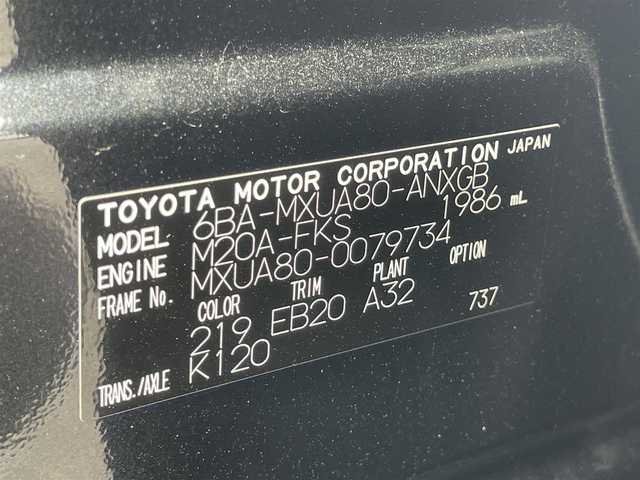 TOYOTA MOTOR CORPORATION JAPAN
MODEL 6BA-MXUA80-ANXGB
ENGINE M20A-FKS 1986 mL
FRAME No. MXUA80-0079734
COLOR TRIM PLANT OPTION
219 EB20 A32 737
TRANS./AXLE K120